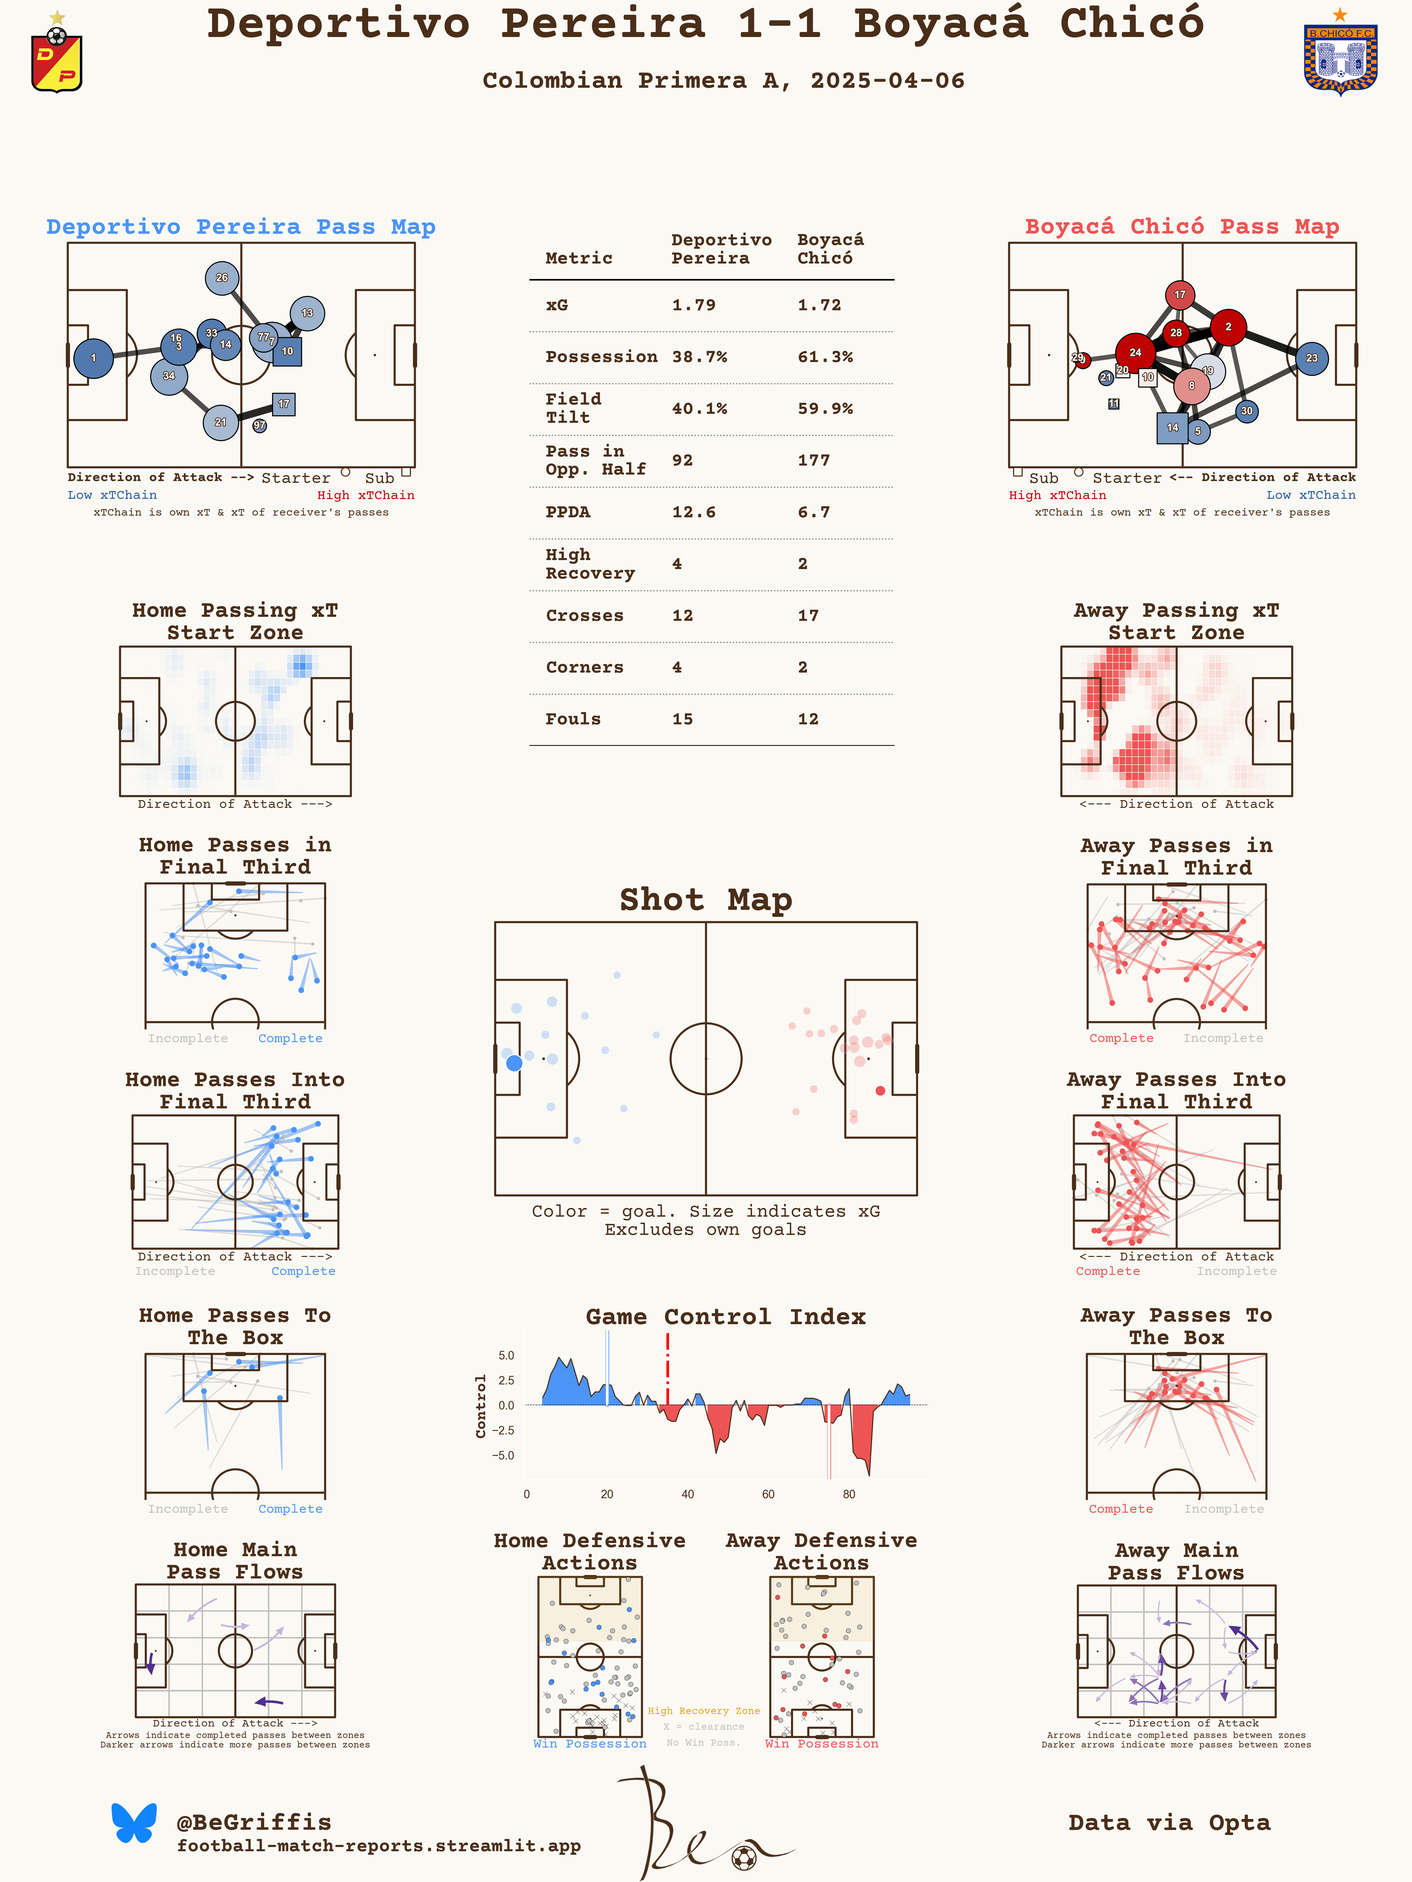 Deportivo Pereira 1-1 Boyacá Chicó
Colombian Primera A, 2025-04-06
DP
B.CHICÓ F.C.
Deportivo Pereira Pass Map
1
16
3
33
14
34
26
21
77
7
10
13
17
97
Direction of Attack --> Starter Sub
Low xTChain High xTChain
xTChain is own xT & xT of receiver's passes
Metric Deportivo Pereira Boyacá Chicó
xG 1.79 1.72
Possession 38.7% 61.3%
Field Tilt 40.1% 59.9%
Pass in Opp. Half 92 177
PPDA 12.6 6.7
High Recovery 4 2
Crosses 12 17
Corners 4 2
Fouls 15 12
Boyacá Chicó Pass Map
17
28
2
24
29
20
21
10
19
8
11
14
5
30
23
Sub Starter <-- Direction of Attack
High xTChain Low xTChain
xTChain is own xT & xT of receiver's passes
Home Passing xT
Start Zone
Direction of Attack --->
Away Passing xT
Start Zone
<--- Direction of Attack
Home Passes in
Final Third
Incomplete Complete
Away Passes in
Final Third
Complete Incomplete
Shot Map
Color = goal. Size indicates xG
Excludes own goals
Home Passes Into
Final Third
Direction of Attack --->
Incomplete Complete
Away Passes Into
Final Third
<--- Direction of Attack
Complete Incomplete
Home Passes To
The Box
Incomplete Complete
Game Control Index
Control
5.0
2.5
0.0
−2.5
−5.0
0 20 40 60 80
Away Passes To
The Box
Complete Incomplete
Home Main
Pass Flows
Direction of Attack --->
Arrows indicate completed passes between zones
Darker arrows indicate more passes between zones
Home Defensive
Actions
Win Possession
High Recovery Zone
X = clearance
No Win Poss.
Away Defensive
Actions
Win Possession
Away Main
Pass Flows
<--- Direction of Attack
Arrows indicate completed passes between zones
Darker arrows indicate more passes between zones
@BeGriffis
football-match-reports.streamlit.app
Ben
Data via Opta